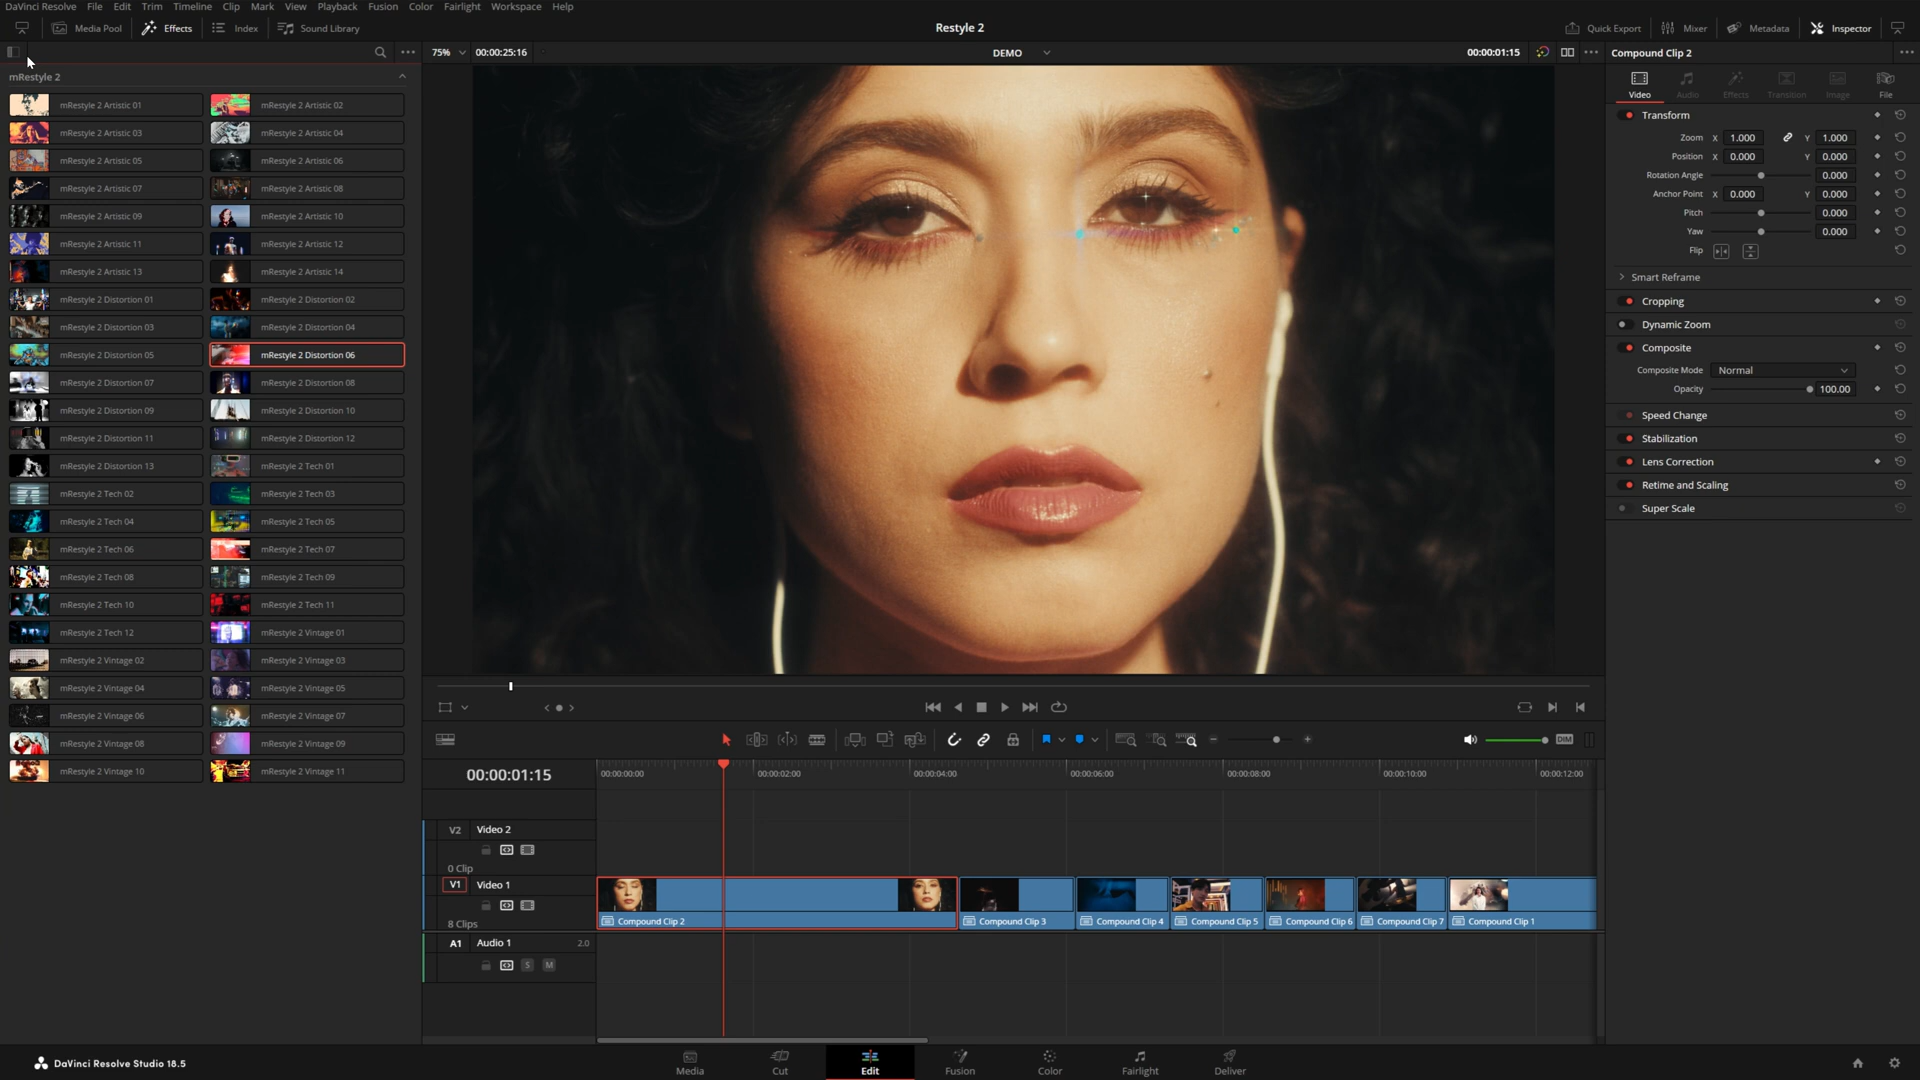 DaVinci Resolve File Edit Trim Timeline Clip Mark View Playback Fusion Color Fairlight Workspace Help
Media Pool Effects Index Sound Library Restyle 2 Quick Export Mixer Metadata Inspector
75% 00:00:25:16 DEMO 00:00:01:15 Compound Clip 2
mRestyle 2
Video Audio Effects Transition Image File
mRestyle 2 Artistic 01 mRestyle 2 Artistic 02
mRestyle 2 Artistic 03 mRestyle 2 Artistic 04
mRestyle 2 Artistic 05 mRestyle 2 Artistic 06
mRestyle 2 Artistic 07 mRestyle 2 Artistic 08
mRestyle 2 Artistic 09 mRestyle 2 Artistic 10
mRestyle 2 Artistic 11 mRestyle 2 Artistic 12
mRestyle 2 Artistic 13 mRestyle 2 Artistic 14
mRestyle 2 Distortion 01 mRestyle 2 Distortion 02
mRestyle 2 Distortion 03 mRestyle 2 Distortion 04
mRestyle 2 Distortion 05 mRestyle 2 Distortion 06
mRestyle 2 Distortion 07 mRestyle 2 Distortion 08
mRestyle 2 Distortion 09 mRestyle 2 Distortion 10
mRestyle 2 Distortion 11 mRestyle 2 Distortion 12
mRestyle 2 Distortion 13 mRestyle 2 Tech 01
mRestyle 2 Tech 02 mRestyle 2 Tech 03
mRestyle 2 Tech 04 mRestyle 2 Tech 05
mRestyle 2 Tech 06 mRestyle 2 Tech 07
mRestyle 2 Tech 08 mRestyle 2 Tech 09
mRestyle 2 Tech 10 mRestyle 2 Tech 11
mRestyle 2 Tech 12 mRestyle 2 Vintage 01
mRestyle 2 Vintage 02 mRestyle 2 Vintage 03
mRestyle 2 Vintage 04 mRestyle 2 Vintage 05
mRestyle 2 Vintage 06 mRestyle 2 Vintage 07
mRestyle 2 Vintage 08 mRestyle 2 Vintage 09
mRestyle 2 Vintage 10 mRestyle 2 Vintage 11
Transform
Zoom X 1.000 Y 1.000
Position X 0.000 Y 0.000
Rotation Angle 0.000
Anchor Point X 0.000 Y 0.000
Pitch 0.000
Yaw 0.000
Flip
Smart Reframe
Cropping
Dynamic Zoom
Composite
Composite Mode Normal
Opacity 100.00
Speed Change
Stabilization
Lens Correction
Retime and Scaling
Super Scale
DIM
00:00:01:15 00:00:00:00 00:00:02:00 00:00:04:00 00:00:06:00 00:00:08:00 00:00:10:00 00:00:12:00
V2 Video 2
0 Clip
V1 Video 1
8 Clips
Compound Clip 2 Compound Clip 3 Compound Clip 4 Compound Clip 5 Compound Clip 6 Compound Clip 7 Compound Clip 1
A1 Audio 1 2.0
S M
DaVinci Resolve Studio 18.5
Media Cut Edit Fusion Color Fairlight Deliver